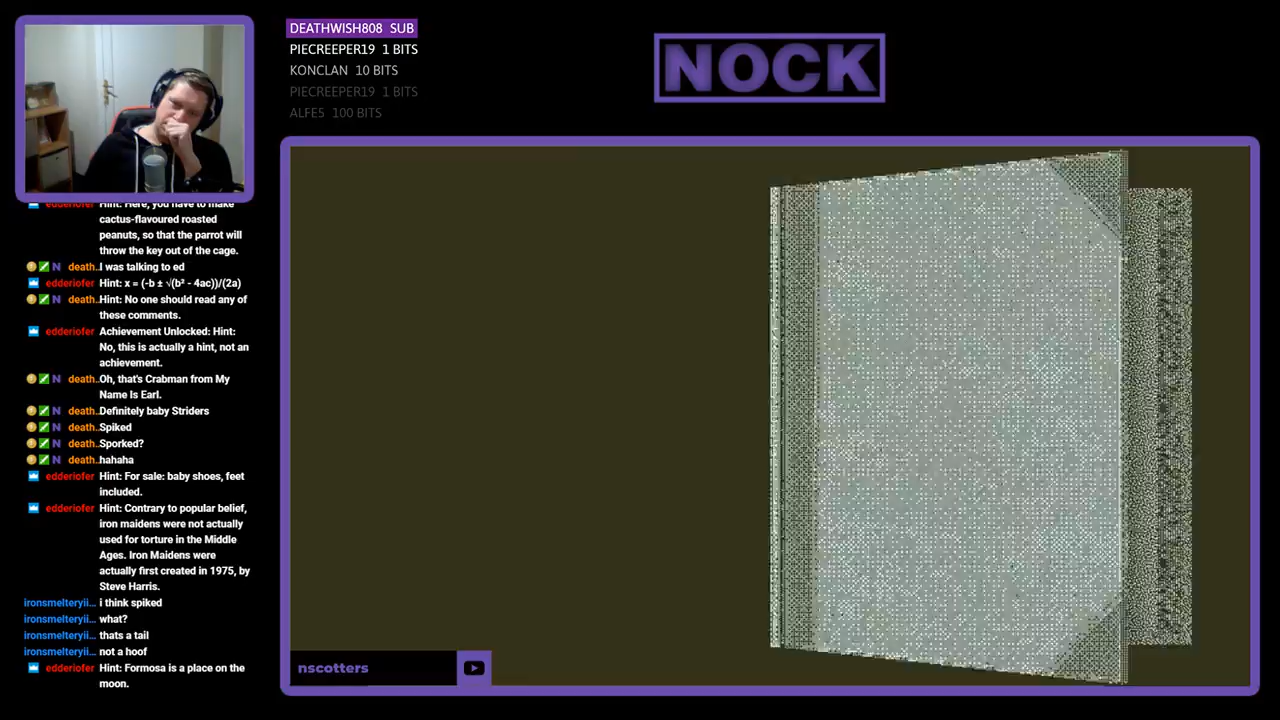 DEATHWISH808 SUB
PIECREEPER19 1 BITS
KONCLAN 10 BITS
PIECREEPER19 1 BITS
ALFE5 100 BITS
NOCK
edderiofer Hint: Here, you have to make
cactus-flavoured roasted
peanuts, so that the parrot will
throw the key out of the cage.
N death... I was talking to ed
edderiofer Hint: x = (-b ± √(b² - 4ac))/(2a)
N death... Hint: No one should read any of
these comments.
edderiofer Achievement Unlocked: Hint:
No, this is actually a hint, not an
achievement.
N death... Oh, that's Crabman from My
Name Is Earl.
N death... Definitely baby Striders
N death... Spiked
N death... Sporked?
N death... hahaha
edderiofer Hint: For sale: baby shoes, feet
included.
edderiofer Hint: Contrary to popular belief,
iron maidens were not actually
used for torture in the Middle
Ages. Iron Maidens were
actually first created in 1975, by
Steve Harris.
ironsmelteryii... i think spiked
ironsmelteryii... what?
ironsmelteryii... thats a tail
ironsmelteryii... not a hoof
edderiofer Hint: Formosa is a place on the
moon.
nscotters